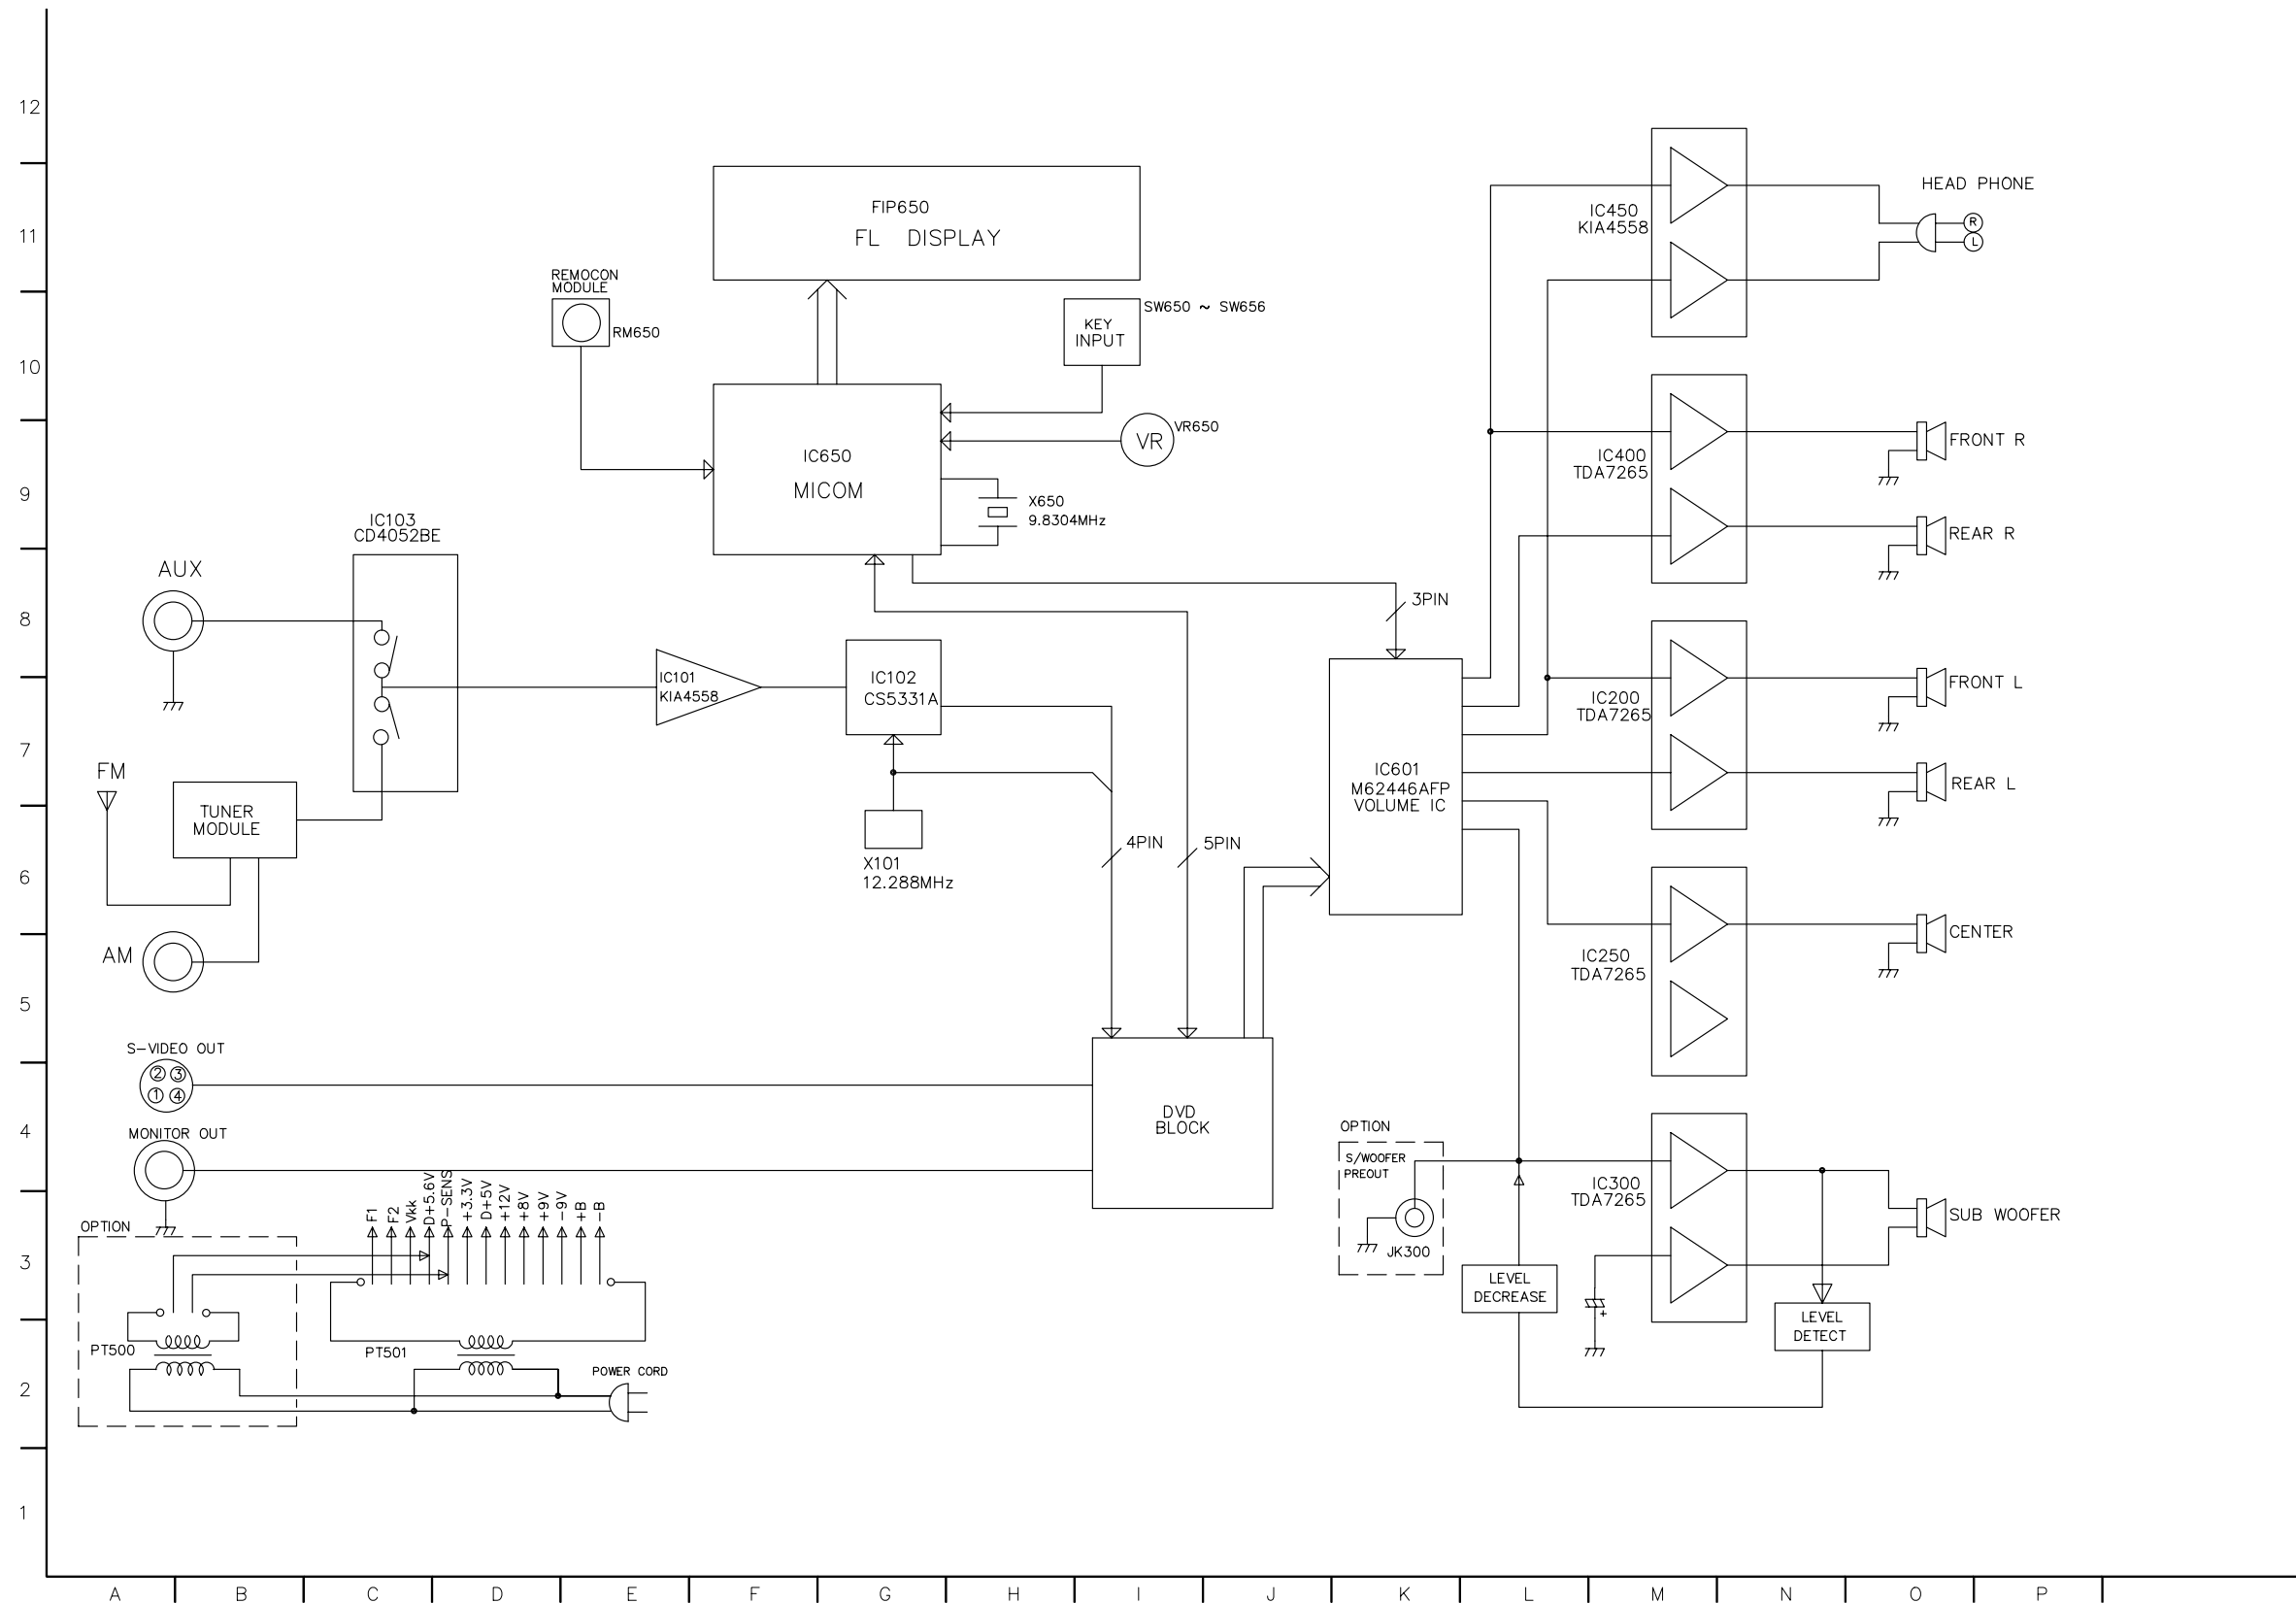 12
11
10
9
8
7
6
5
4
3
2
1
FIP650
FL DISPLAY
REMOCON
MODULE
RM650
KEY
INPUT
SW650 ~ SW656
VR
VR650
IC650
MICOM
X650
9.8304MHz
IC103
CD4052BE
AUX
FM
TUNER
MODULE
AM
IC101
KIA4558
IC102
CS5331A
X101
12.288MHz
3PIN
4PIN
5PIN
IC601
M62446AFP
VOLUME IC
IC450
KIA4558
HEAD PHONE
R
L
IC400
TDA7265
FRONT R
REAR R
IC200
TDA7265
FRONT L
REAR L
IC250
TDA7265
CENTER
S-VIDEO OUT
2 3
1 4
MONITOR OUT
DVD
BLOCK
OPTION
S/WOOFER
PREOUT
JK300
IC300
TDA7265
SUB WOOFER
LEVEL
DECREASE
+
LEVEL
DETECT
OPTION
PT500
F1
F2
Vkk
D+5.6V
P-SENS
+3.3V
D+5V
+12V
+8V
+9V
-9V
+B
-B
PT501
POWER CORD
A B C D E F G H I J K L M N O P